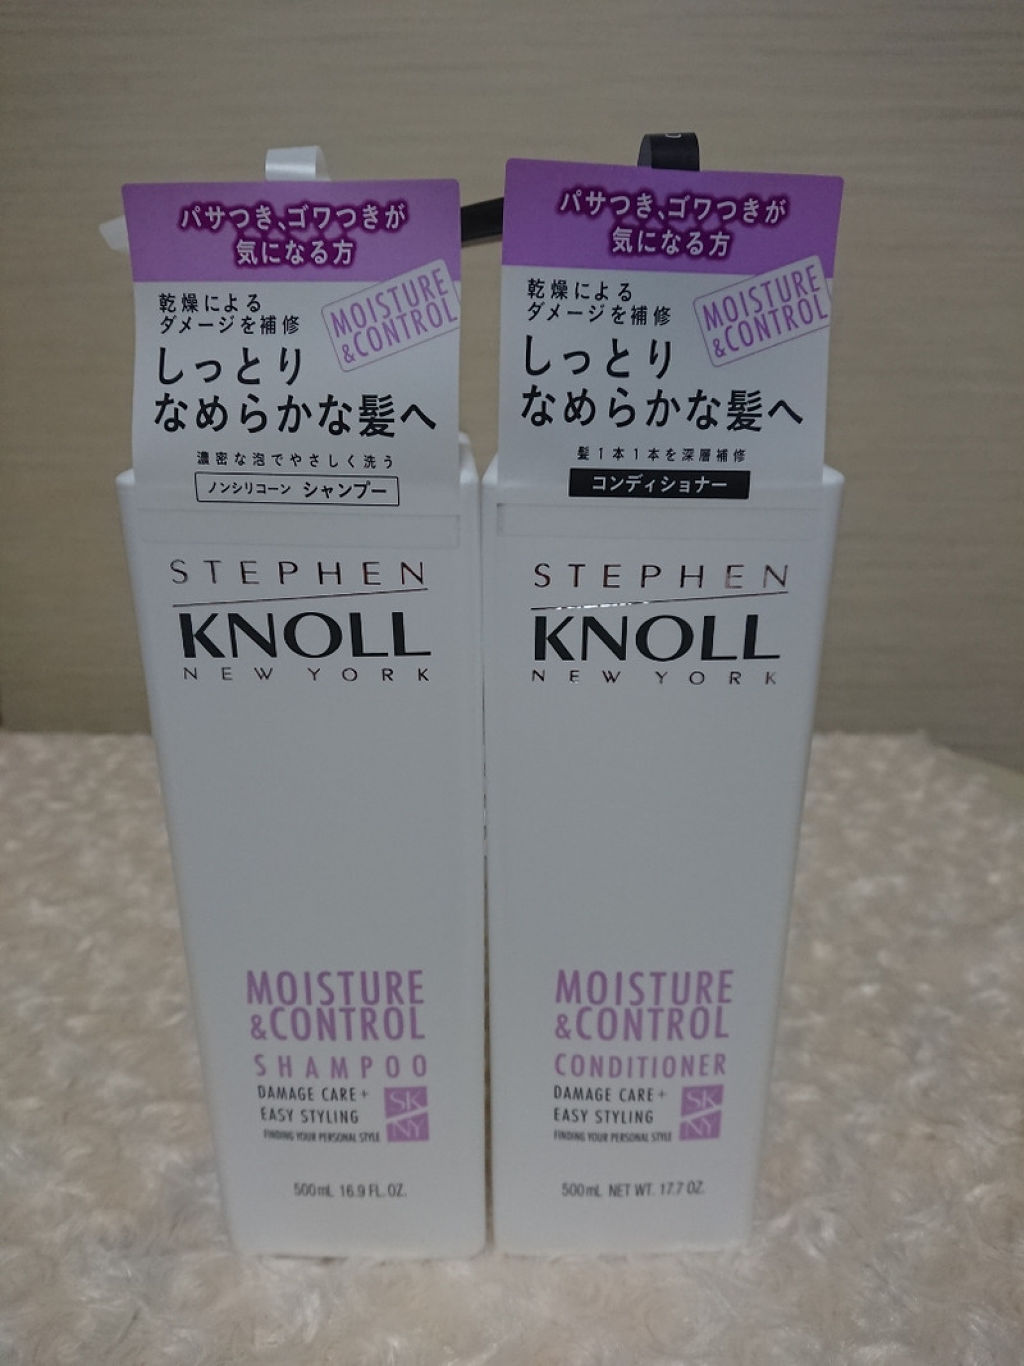 パサつき、ゴワつきが
気になる方
乾燥による
ダメージを補修
MOISTURE
&CONTROL
しっとり
なめらかな髪へ
濃密な泡でやさしく洗う
ノンシリコーン シャンプー
STEPHEN
KNOLL
NEW YORK
MOISTURE
&CONTROL
SHAMPOO
DAMAGE CARE+
EASY STYLING
FINDING YOUR PERSONAL STYLE
SK
NY
500mL 16.9 FL.OZ.
パサつき、ゴワつきが
気になる方
乾燥による
ダメージを補修
MOISTURE
&CONTROL
しっとり
なめらかな髪へ
髪1本1本を深層補修
コンディショナー
STEPHEN
KNOLL
NEW YORK
MOISTURE
&CONTROL
CONDITIONER
DAMAGE CARE+
EASY STYLING
FINDING YOUR PERSONAL STYLE
SK
NY
500mL NET WT. 17.7 OZ.